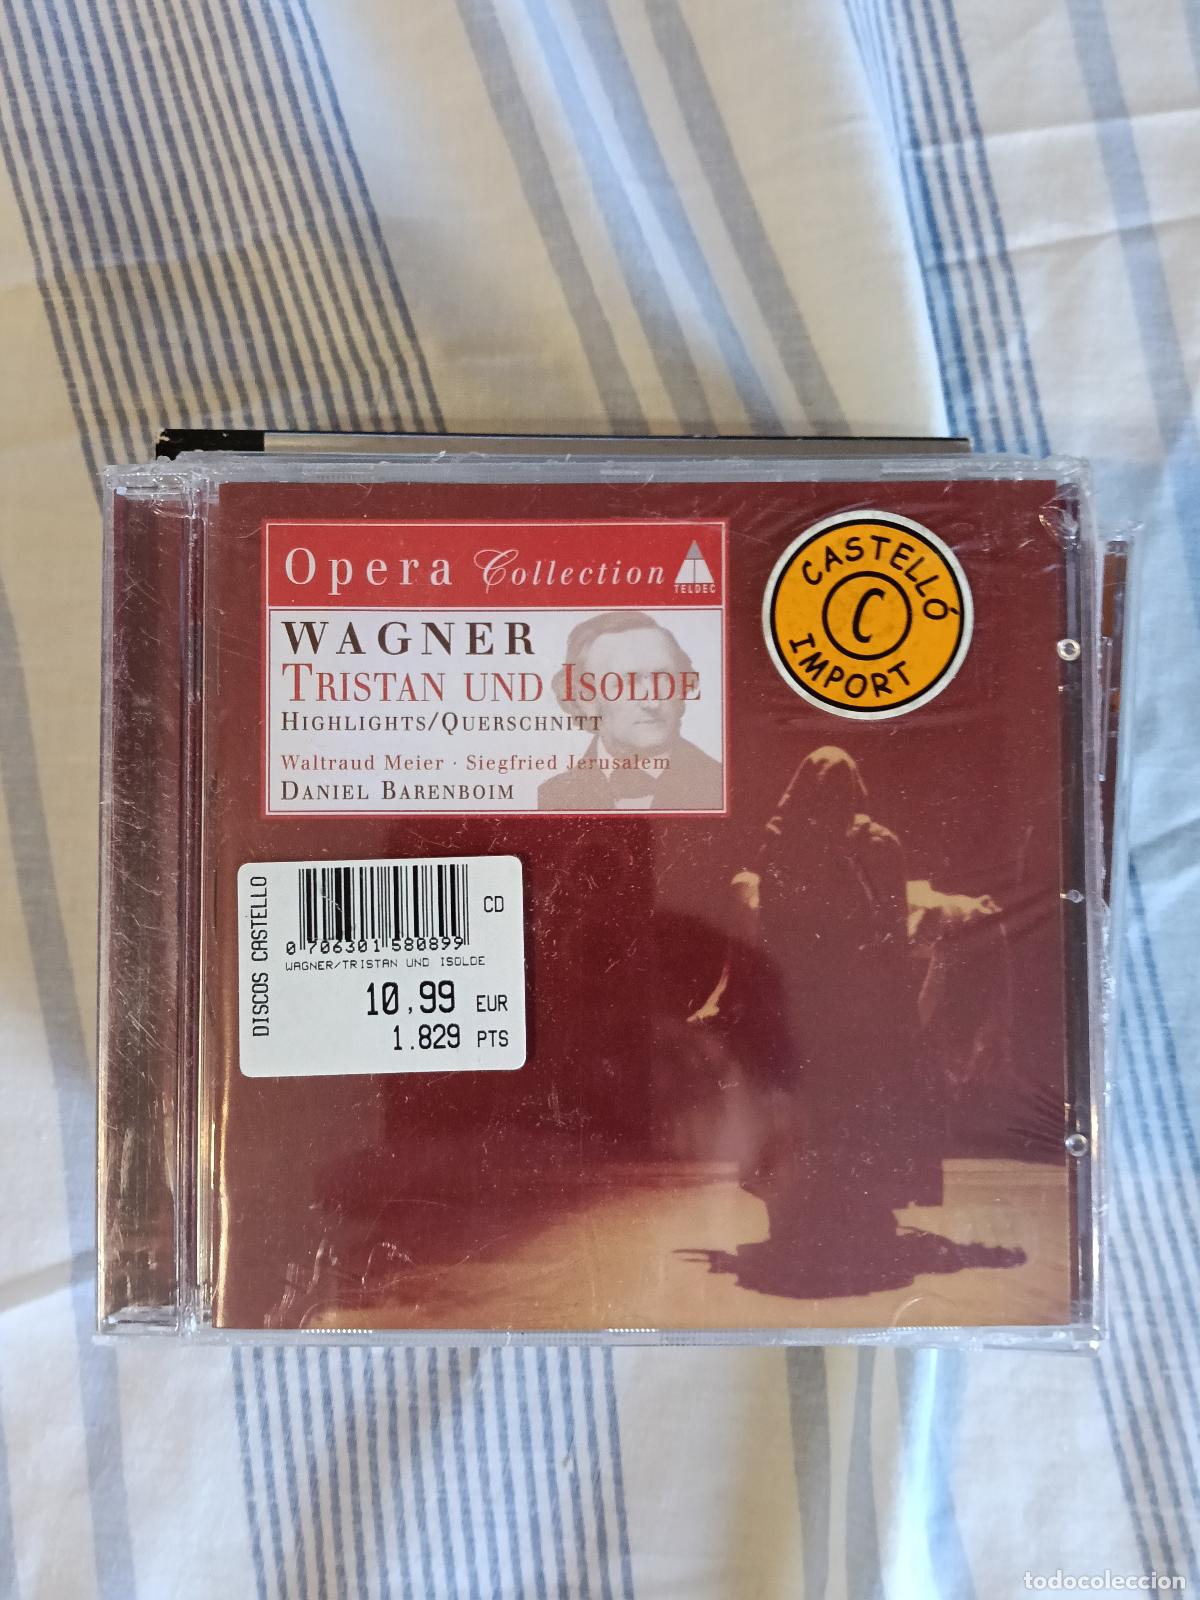 Opera Collection
TELDEC
WAGNER
TRISTAN UND ISOLDE
HIGHLIGHTS/QUERSCHNITT
Waltraud Meier · Siegfried Jerusalem
DANIEL BARENBOIM
CASTELLÓ
C
IMPORT
DISCOS CASTELLO
CD
0 706301 580899
WAGNER/TRISTAN UND ISOLDE
10,99 EUR
1.829 PTS
todocoleccion